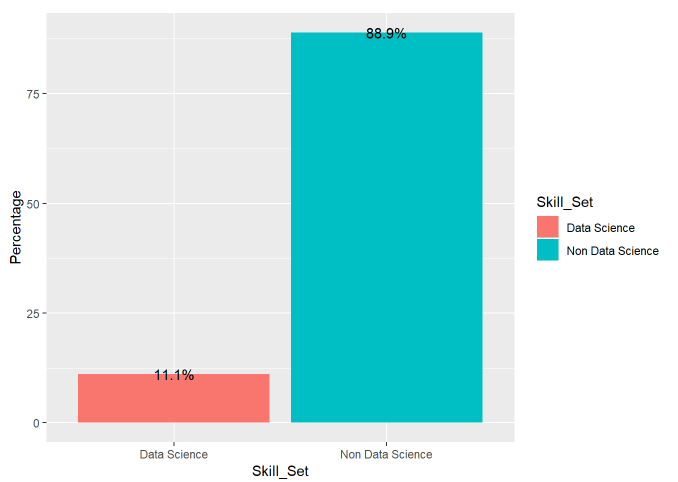 88.9%
75
Percentage
50
25
11.1%
0
Data Science
Non Data Science
Skill_Set
Skill_Set
Data Science
Non Data Science